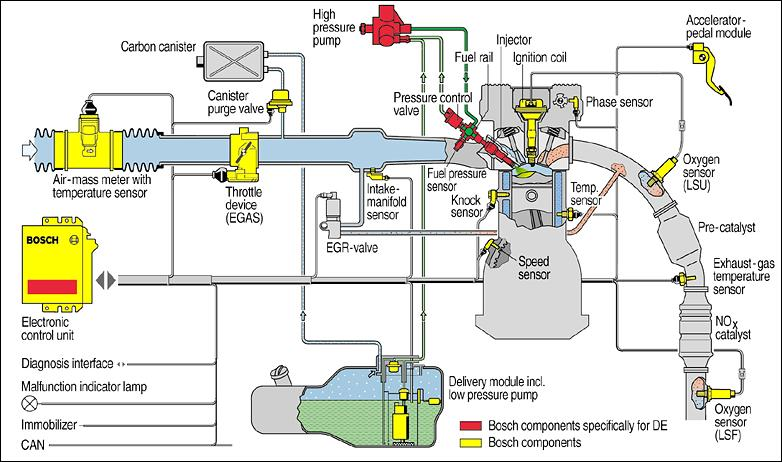 High
pressure
pump
Carbon canister
Canister
purge valve
Fuel rail
Injector
Ignition coil
Accelerator-
pedal module
Pressure control
valve
Phase sensor
Air-mass meter with
temperature sensor
Throttle
device
(EGAS)
Intake-
manifold
sensor
Fuel pressure
sensor
Knock
sensor
Temp.
sensor
Oxygen
sensor
(LSU)
EGR-valve
Speed
sensor
Pre-catalyst
BOSCH
Electronic
control unit
Exhaust-gas
temperature
sensor
NOx
catalyst
Diagnosis interface
Malfunction indicator lamp
Immobilizer
CAN
Delivery module incl.
low pressure pump
Bosch components specifically for DE
Bosch components
Oxygen
sensor
(LSF)